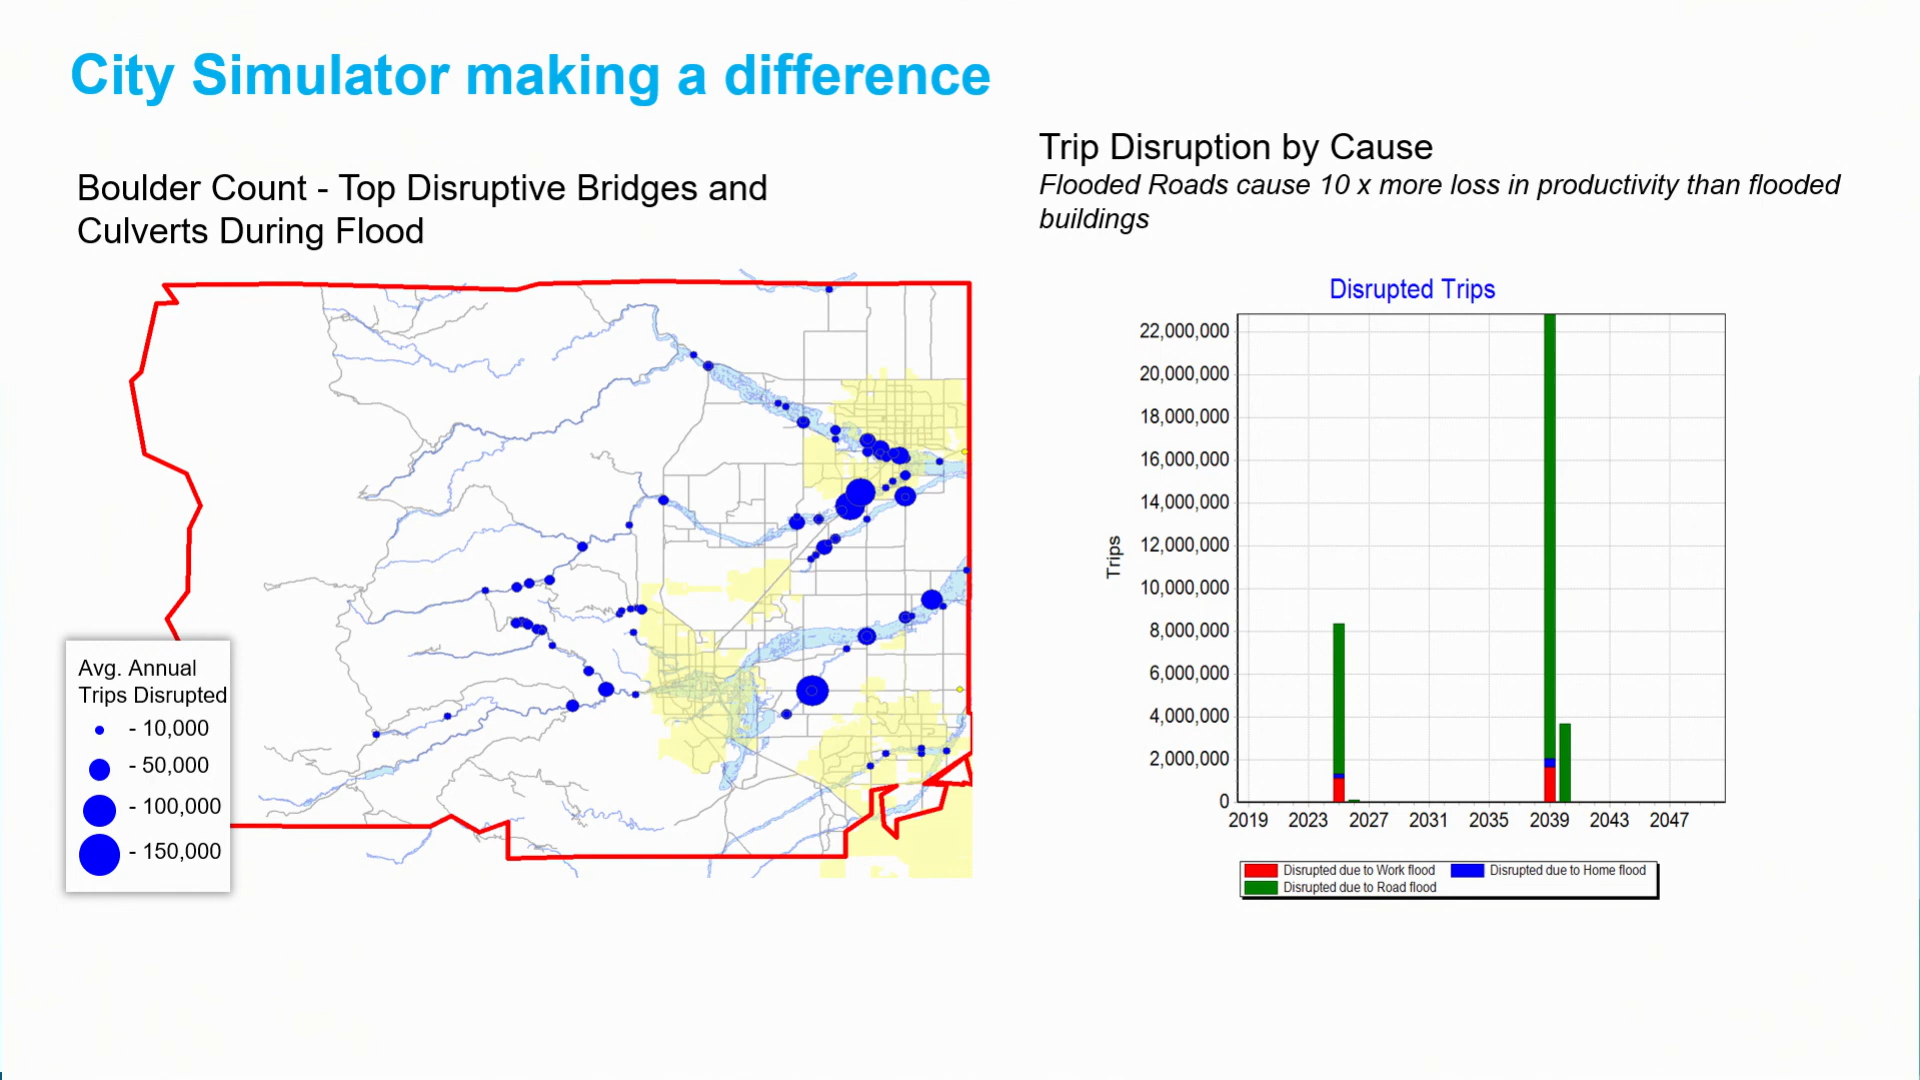 City Simulator making a difference
Boulder Count - Top Disruptive Bridges and
Culverts During Flood
Avg. Annual
Trips Disrupted
- 10,000
- 50,000
- 100,000
- 150,000
Trip Disruption by Cause
Flooded Roads cause 10 x more loss in productivity than flooded
buildings
Disrupted Trips
22,000,000
20,000,000
18,000,000
16,000,000
14,000,000
12,000,000
10,000,000
8,000,000
6,000,000
4,000,000
2,000,000
0
Trips
2019 2023 2027 2031 2035 2039 2043 2047
Disrupted due to Work flood Disrupted due to Home flood
Disrupted due to Road flood